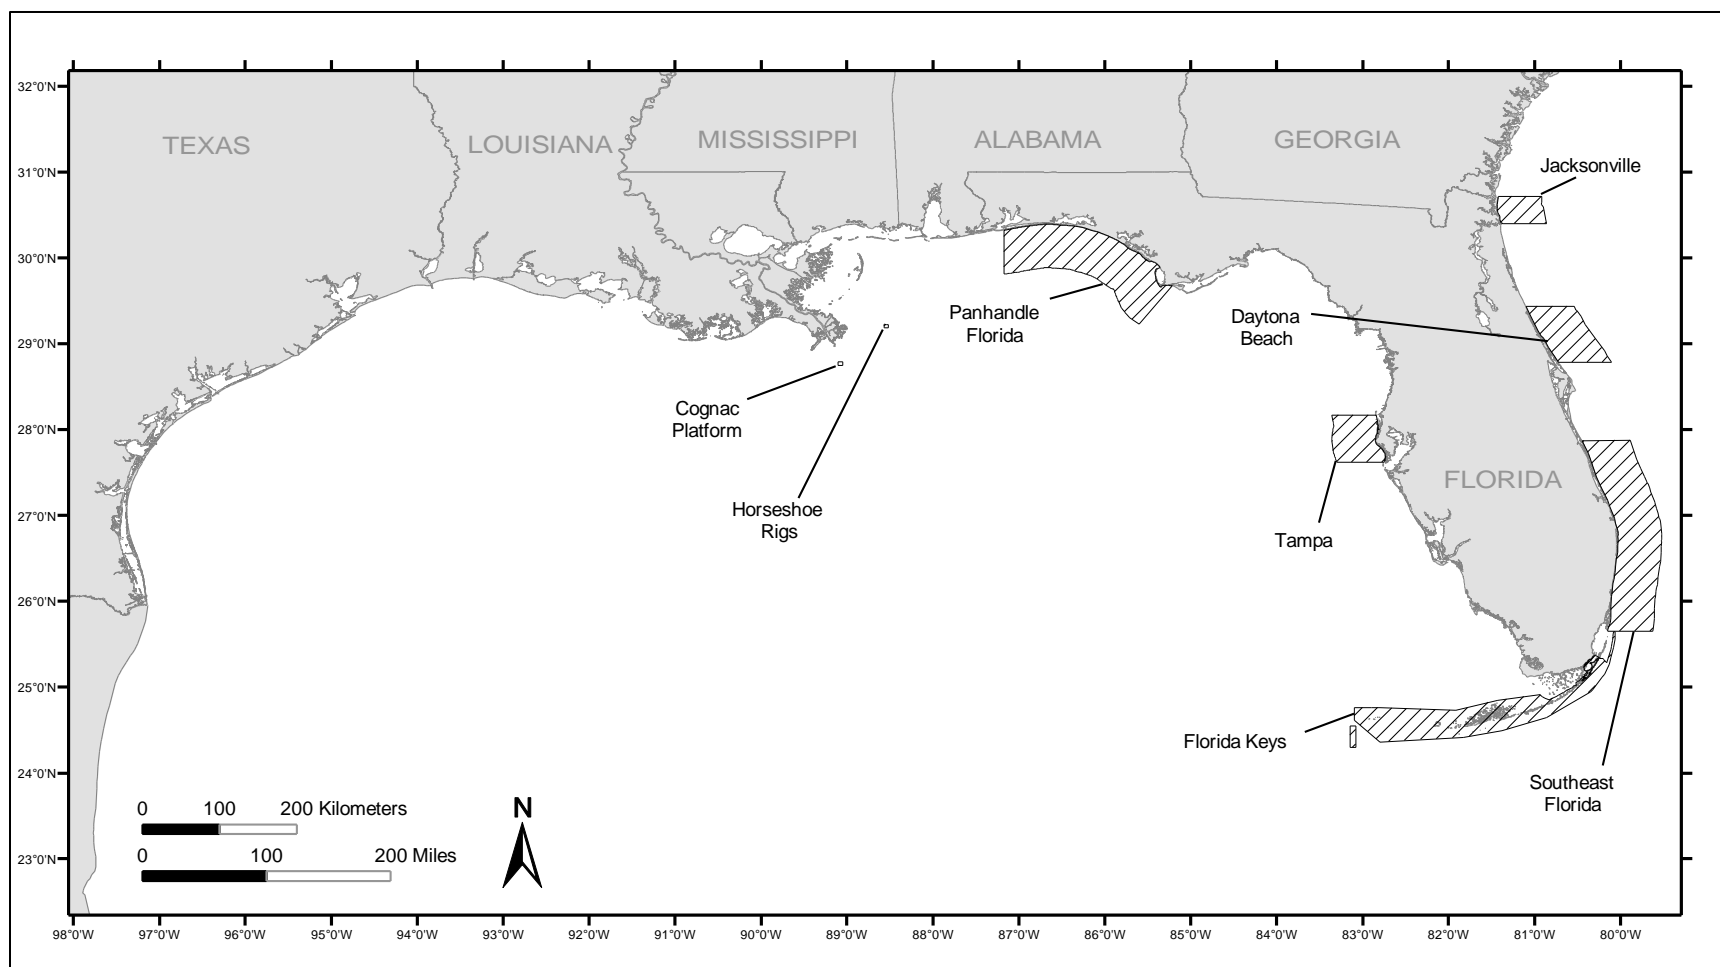 32°0'N
31°0'N
30°0'N
29°0'N
28°0'N
27°0'N
26°0'N
25°0'N
24°0'N
23°0'N
TEXAS
LOUISIANA
MISSISSIPPI
ALABAMA
GEORGIA
Jacksonville
Panhandle
Florida
Daytona
Beach
Cognac
Platform
Horseshoe
Rigs
FLORIDA
Tampa
Florida Keys
Southeast
Florida
0 100 200 Kilometers
0 100 200 Miles
N
98°0'W 97°0'W 96°0'W 95°0'W 94°0'W 93°0'W 92°0'W 91°0'W 90°0'W 89°0'W 88°0'W 87°0'W 86°0'W 85°0'W 84°0'W 83°0'W 82°0'W 81°0'W 80°0'W